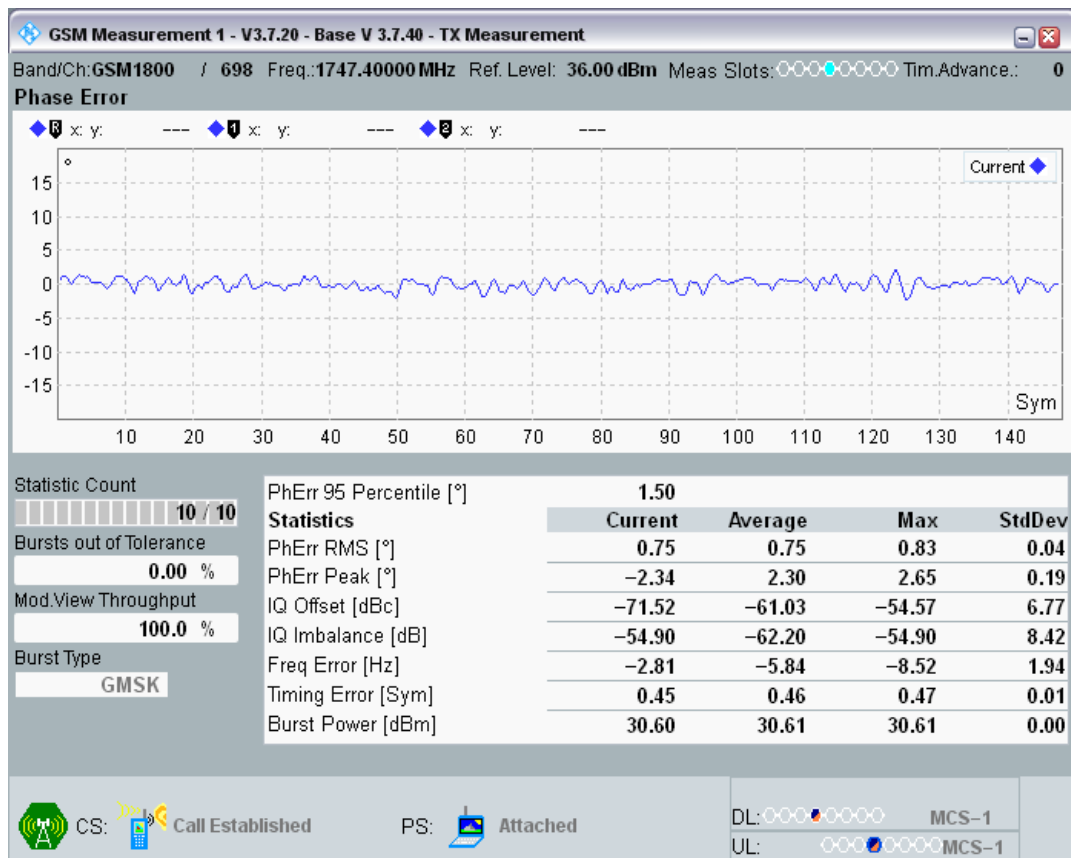 GSM Measurement 1 - V3.7.20 - Base V 3.7.40 - TX Measurement
Band/Ch:GSM1800 / 698 Freq.:1747.40000 MHz Ref. Level: 36.00 dBm Meas Slots: Tim.Advance.: 0
Phase Error
R x: y: --- 1 x: y: --- 2 x: y: ---
° Current
15
10
5
0
-5
-10
-15
Sym
10 20 30 40 50 60 70 80 90 100 110 120 130 140
Statistic Count
10 / 10
Bursts out of Tolerance
0.00 %
Mod.View Throughput
100.0 %
Burst Type
GMSK
PhErr 95 Percentile [°] 1.50
Statistics Current Average Max StdDev
PhErr RMS [°] 0.75 0.75 0.83 0.04
PhErr Peak [°] −2.34 2.30 2.65 0.19
IQ Offset [dBc] −71.52 −61.03 −54.57 6.77
IQ Imbalance [dB] −54.90 −62.20 −54.90 8.42
Freq Error [Hz] −2.81 −5.84 −8.52 1.94
Timing Error [Sym] 0.45 0.46 0.47 0.01
Burst Power [dBm] 30.60 30.61 30.61 0.00
CS: Call Established PS: Attached
DL: MCS−1
UL: MCS−1